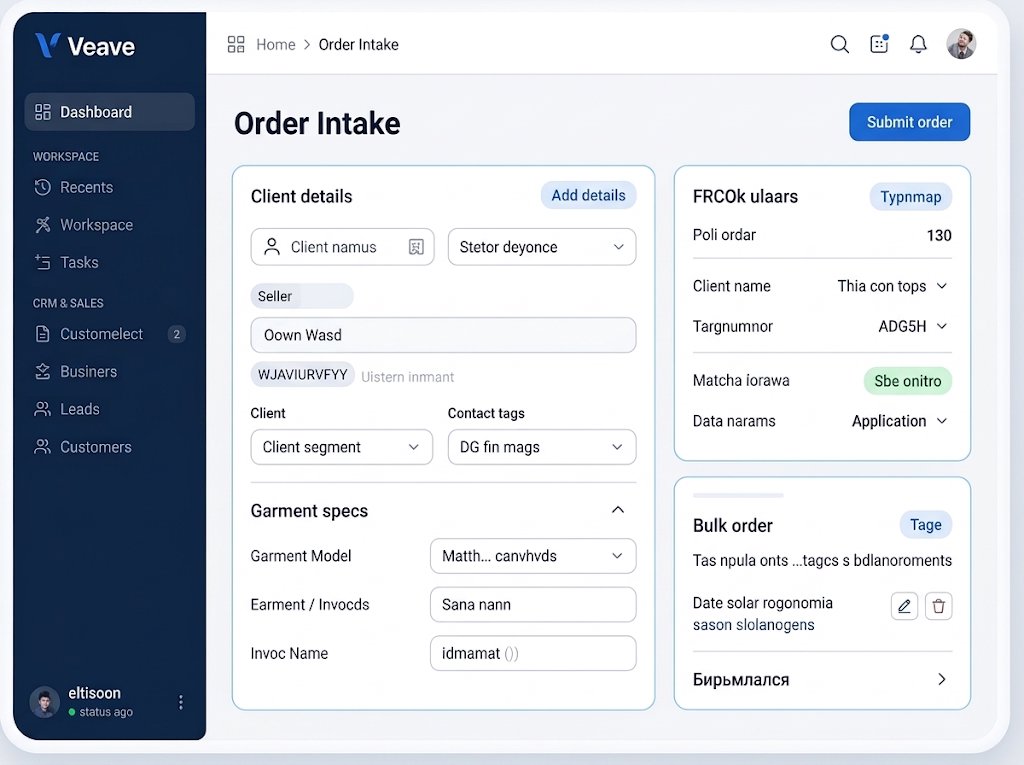 Veave
Dashboard
WORKSPACE
Recents
Workspace
Tasks
CRM & SALES
Customelect 2
Businers
Leads
Customers
eltisoon
status ago
Home > Order Intake
Order Intake
Submit order
Client details
Add details
Client namus
Stetor deyonce
Seller
Oown Wasd
WJAVIURVFYY Uistern inmant
Client
Contact tags
Client segment
DG fin mags
Garment specs
Garment Model
Matth... canvhvds
Earment / Invocds
Sana nann
Invoc Name
idmamat ())
FRCOk ulaars
Typnmap
Poli ordar 130
Client name
Thia con tops
Targnumnor
ADG5H
Matcha iorawa
Sbe onitro
Data narams
Application
Bulk order
Tage
Tas npula onts ...tagcs s bdlanoroments
Date solar rogonomia
sason slolanogens
Бирьмлался